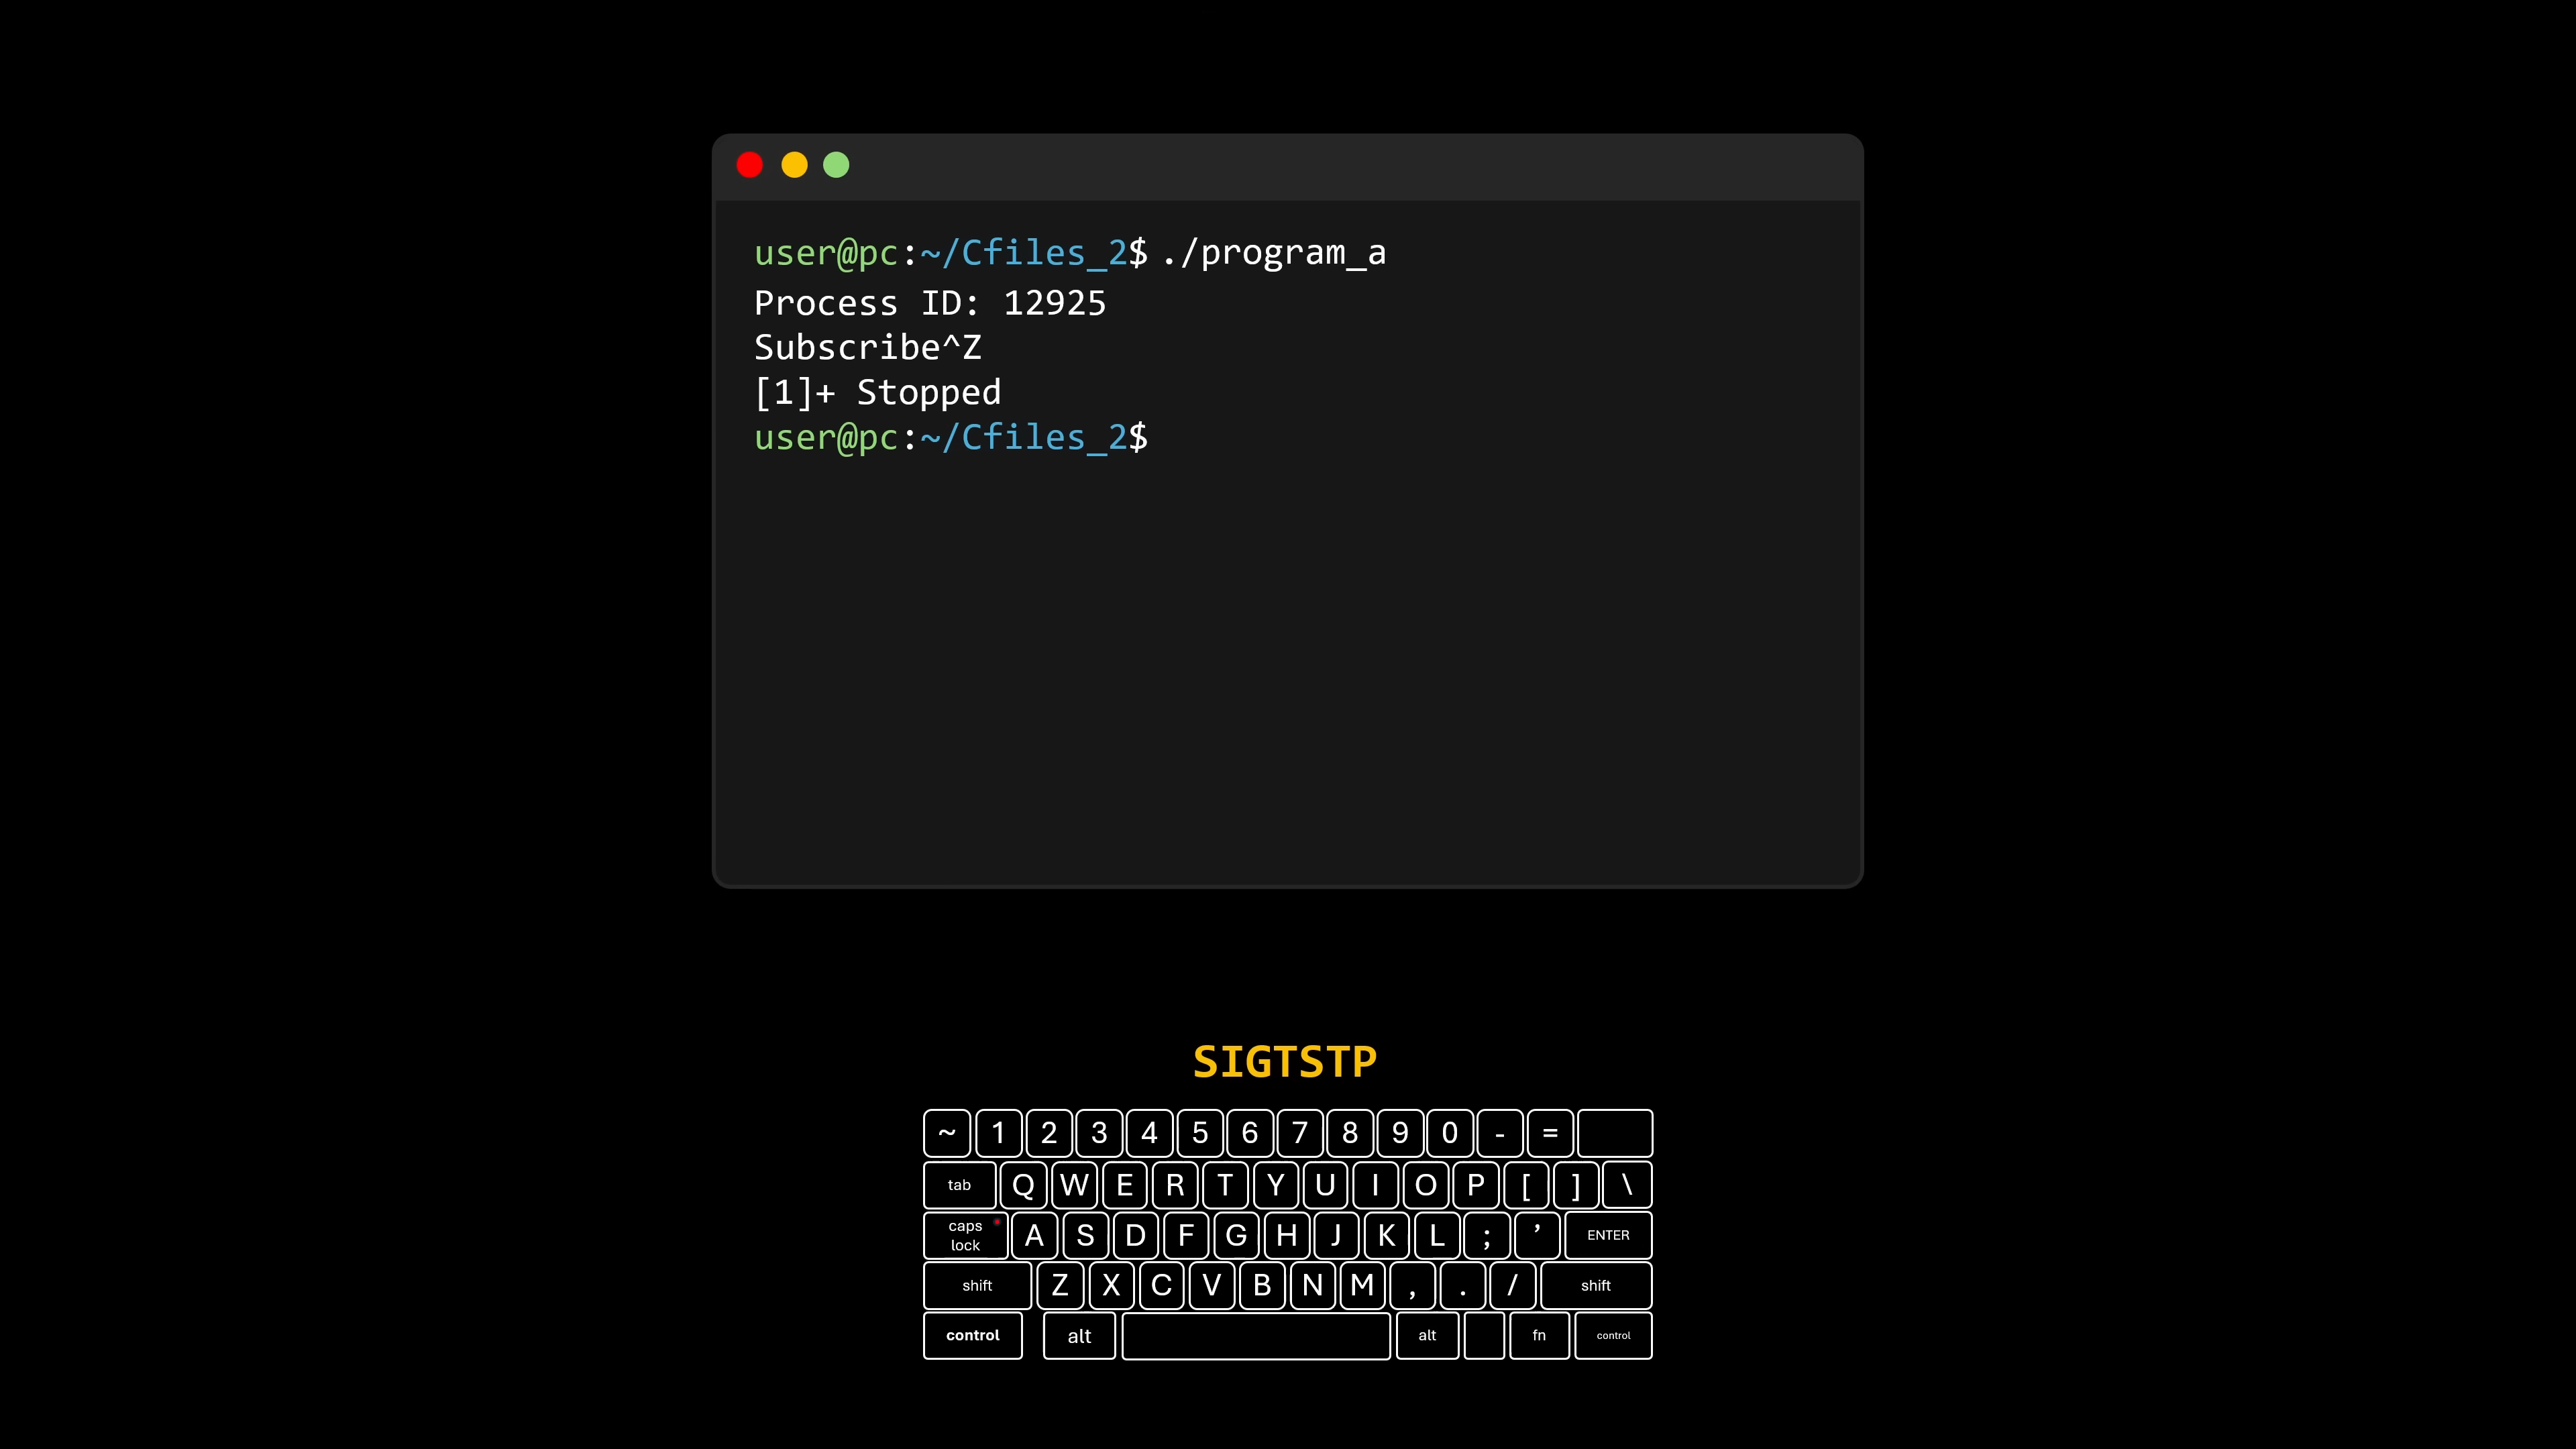 user@pc:~/Cfiles_2$ ./program_a
Process ID: 12925
Subscribe^Z
[1]+ Stopped
user@pc:~/Cfiles_2$
SIGTSTP
~ 1 2 3 4 5 6 7 8 9 0 - =
tab Q W E R T Y U I O P [ ] \
caps lock A S D F G H J K L ; ’ ENTER
shift Z X C V B N M , . / shift
control alt alt fn control